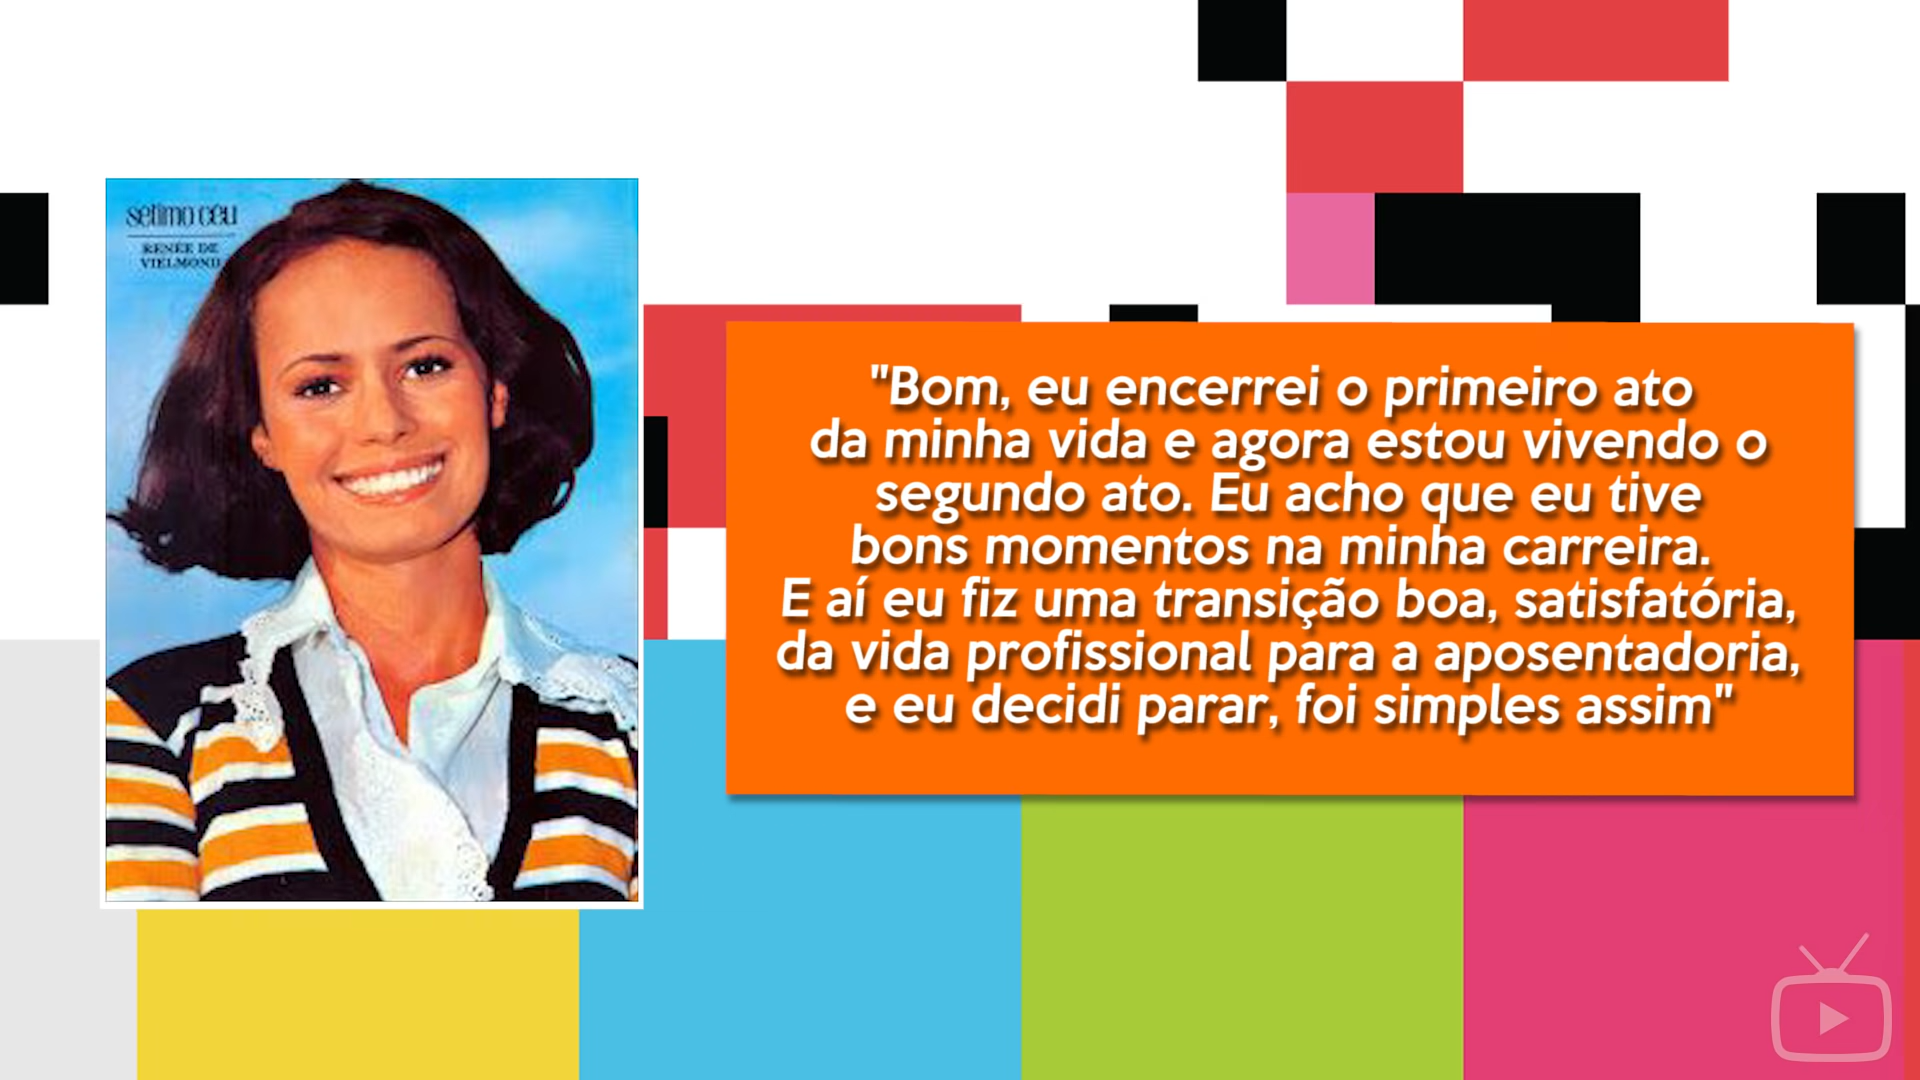 setimo céu
RENÉE DE
VIELMOND
"Bom, eu encerrei o primeiro ato
da minha vida e agora estou vivendo o
segundo ato. Eu acho que eu tive
bons momentos na minha carreira.
E aí eu fiz uma transição boa, satisfatória,
da vida profissional para a aposentadoria,
e eu decidi parar, foi simples assim"